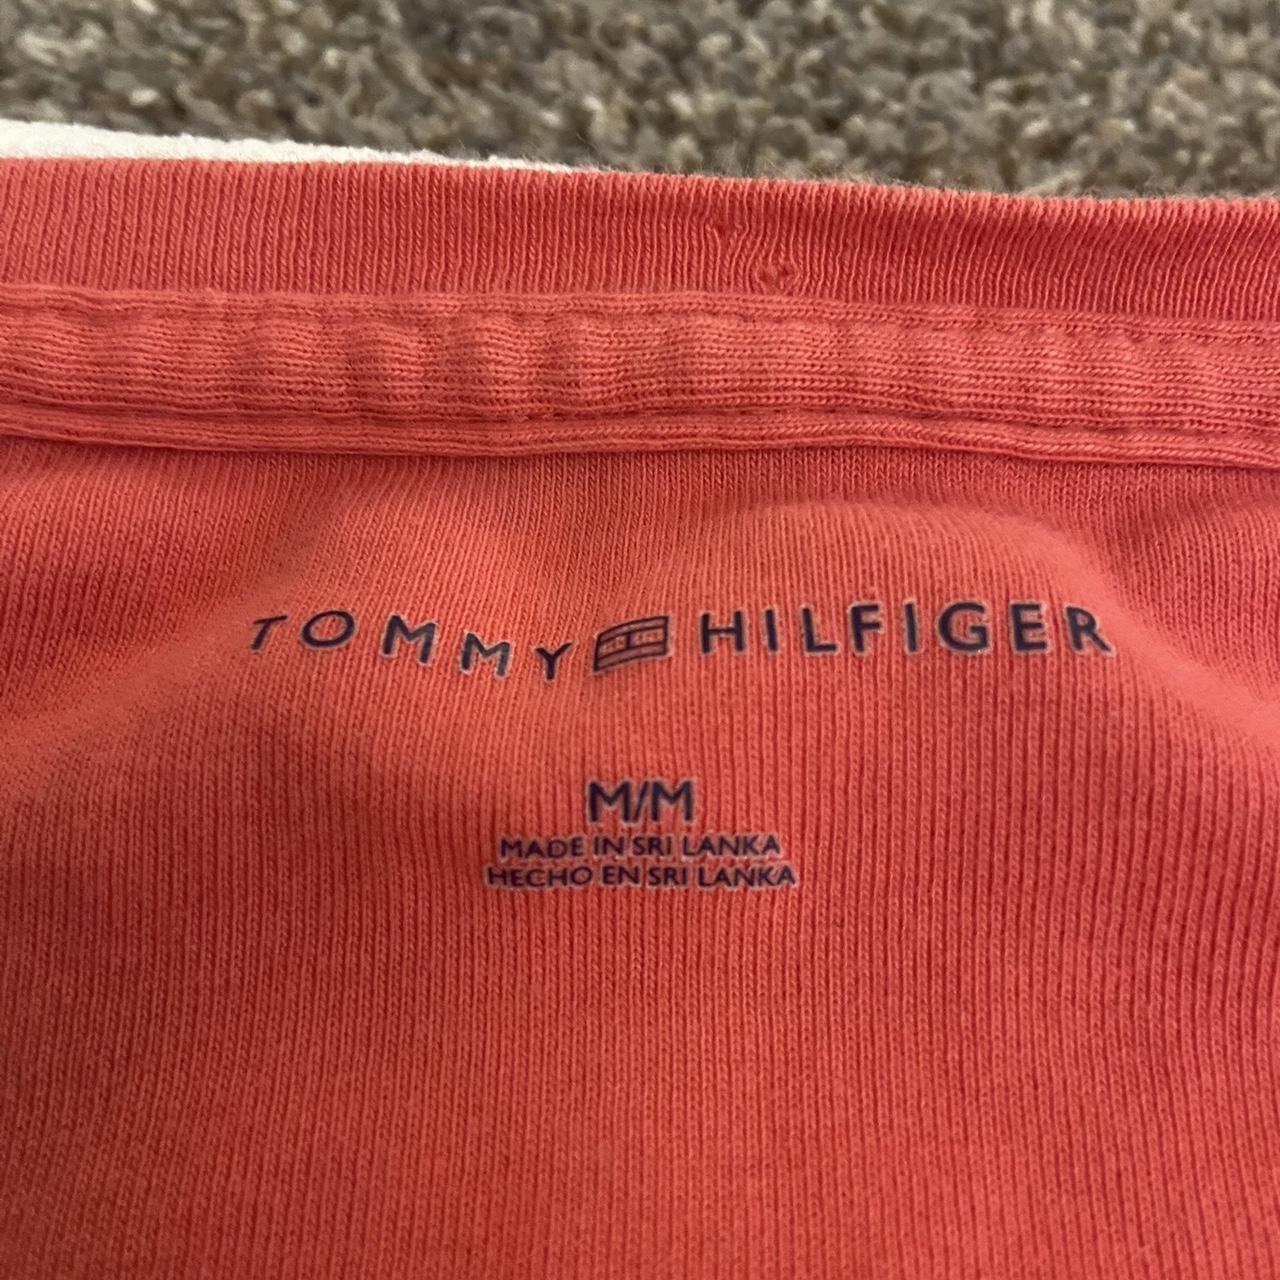 TOMMY HILFIGER
M/M
MADE IN SRI LANKA
HECHO EN SRI LANKA